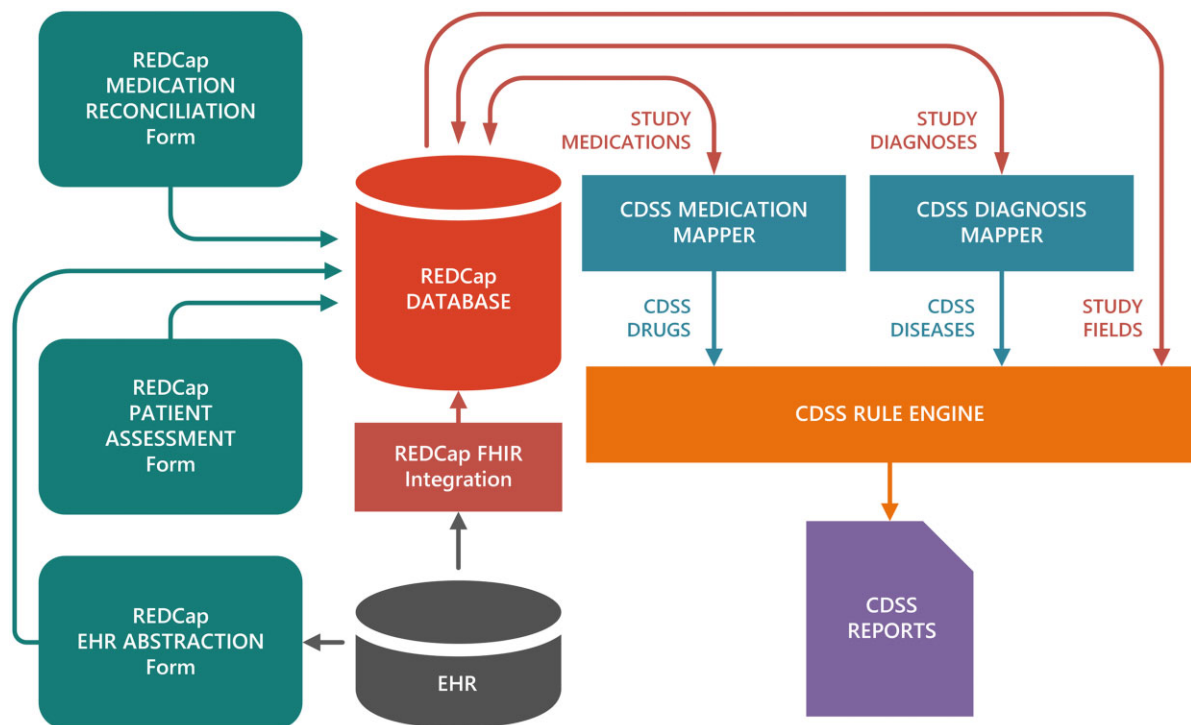 REDCap
MEDICATION
RECONCILIATION
Form
STUDY
MEDICATIONS
STUDY
DIAGNOSES
CDSS MEDICATION
MAPPER
CDSS DIAGNOSIS
MAPPER
REDCap
DATABASE
CDSS
DRUGS
CDSS
DISEASES
STUDY
FIELDS
REDCap
PATIENT
ASSESSMENT
Form
CDSS RULE ENGINE
REDCap FHIR
Integration
REDCap
EHR ABSTRACTION
Form
EHR
CDSS
REPORTS